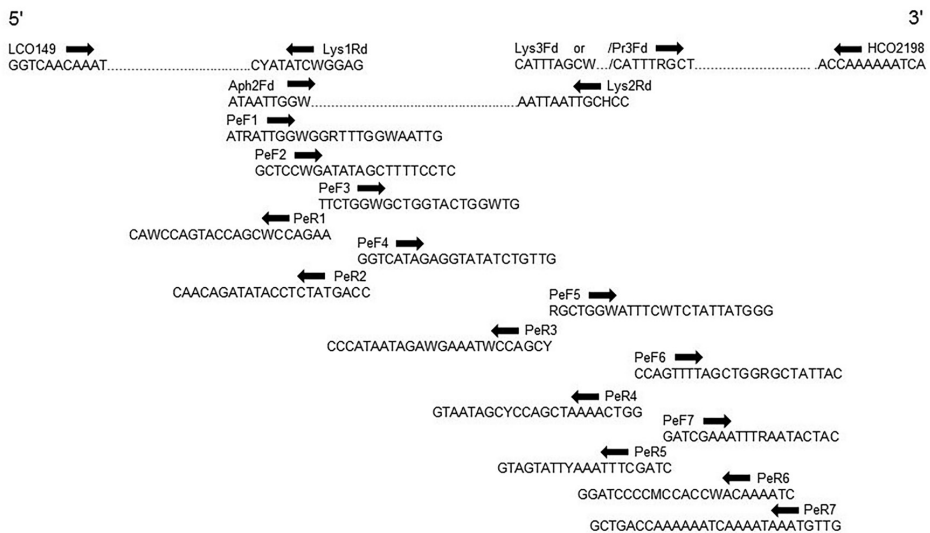 5' 3'
LCO149 Lys1Rd Lys3Fd or /Pr3Fd HCO2198
GGTCAACAAAT CYATATCWGGAG CATTTAGCW.../CATTTRGCT ACCAAAAAATCA
Aph2Fd Lys2Rd
ATAATTGGW AATTAATTGCHCC
PeF1
ATRATTGGWGGRTTTGGWAATTG
PeF2
GCTCCWGATATAGCTTTTCCTC
PeF3
TTCTGGWGCTGGTACTGGWTG
PeR1
CAWCCAGTACCAGCWCCAGAA
PeF4
GGTCATAGAGGTATATCTGTTG
PeR2
CAACAGATATACCTCTATGACC
PeF5
RGCTGGWATTTCWTCTATTATGGG
PeR3
CCCATAATAGAWGAAATWCCAGCY
PeF6
CCAGTTTTAGCTGGRGCTATTAC
PeR4
GTAATAGCYCCAGCTAAAACTGG
PeF7
GATCGAAATTTRAATACTAC
PeR5
GTAGTATTYAAATTTCGATC
PeR6
GGATCCCCMCCACCWACAAAATC
PeR7
GCTGACCAAAAAATCAAAATAAATGTTG